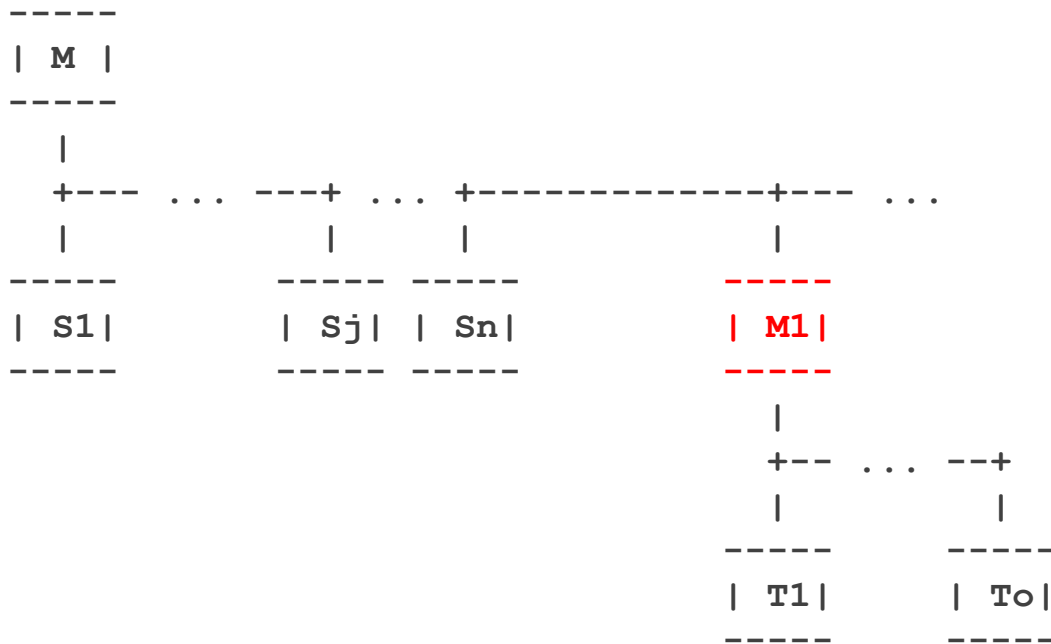 -----
| M |
-----
  |
  +--- ... ---+ ... +--------------+--- ...
  |           |     |              |
-----       ----- -----          -----
| S1|       | Sj| | Sn|          | M1|
-----       ----- -----          -----
                                   |
                                   +-- ... --+
                                   |         |
                                 -----     -----
                                 | T1|     | To|
                                 -----     -----